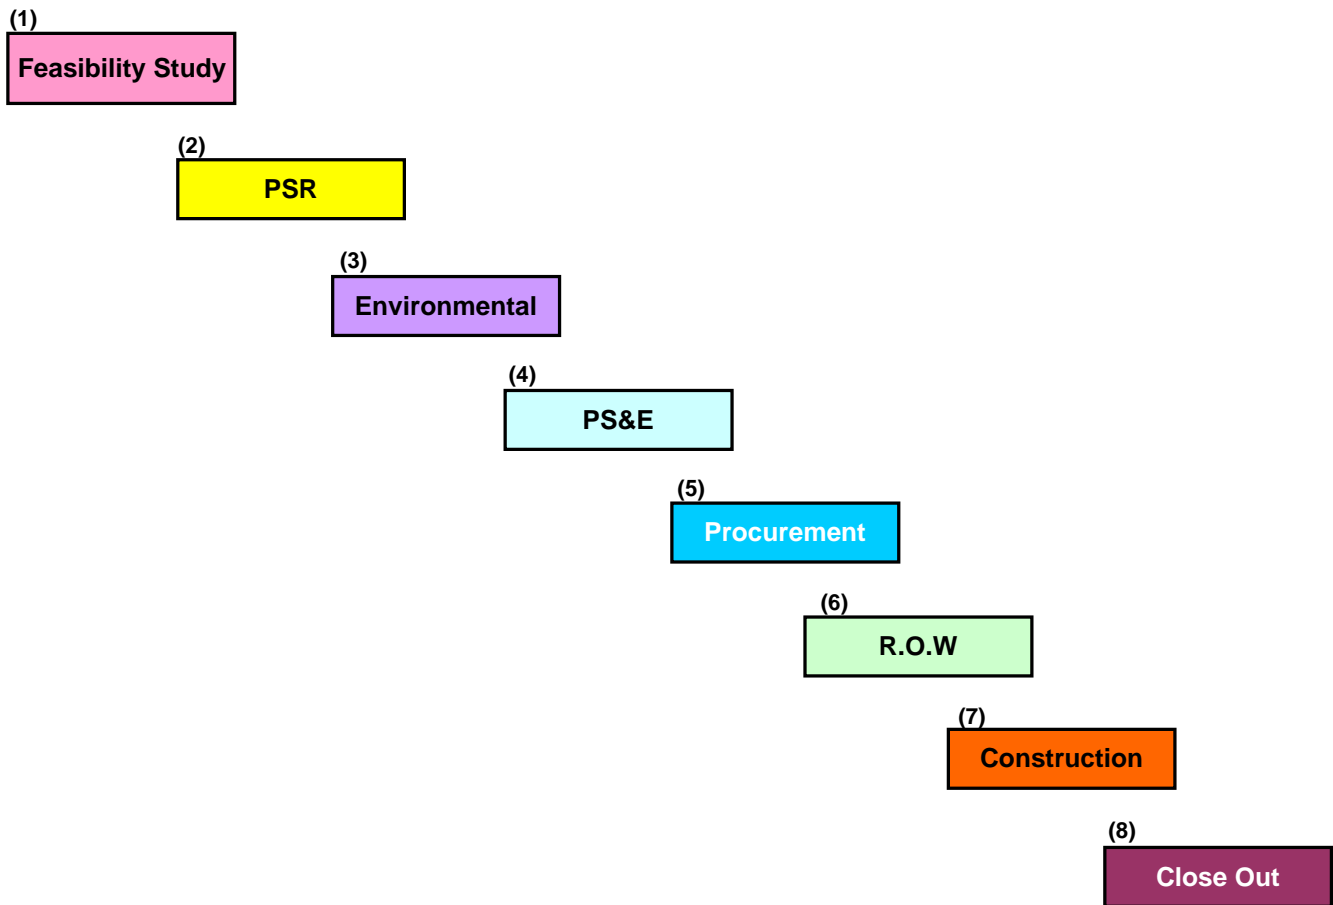 (1)
Feasibility Study
(2)
PSR
(3)
Environmental
(4)
PS&E
(5)
Procurement
(6)
R.O.W
(7)
Construction
(8)
Close Out